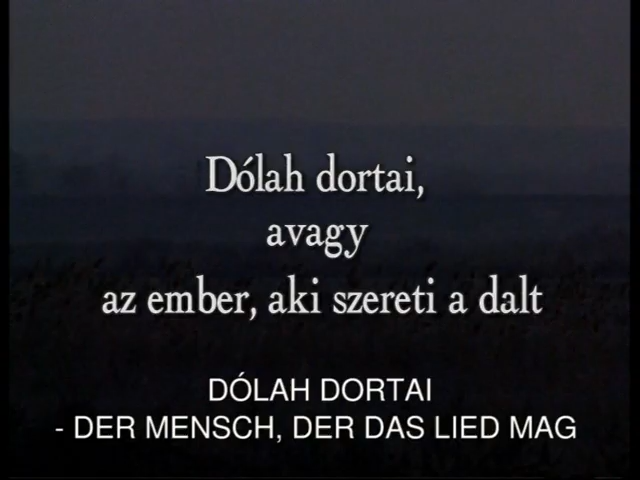 Dólah dortai,
avagy
az ember, aki szereti a dalt
DÓLAH DORTAI
- DER MENSCH, DER DAS LIED MAG